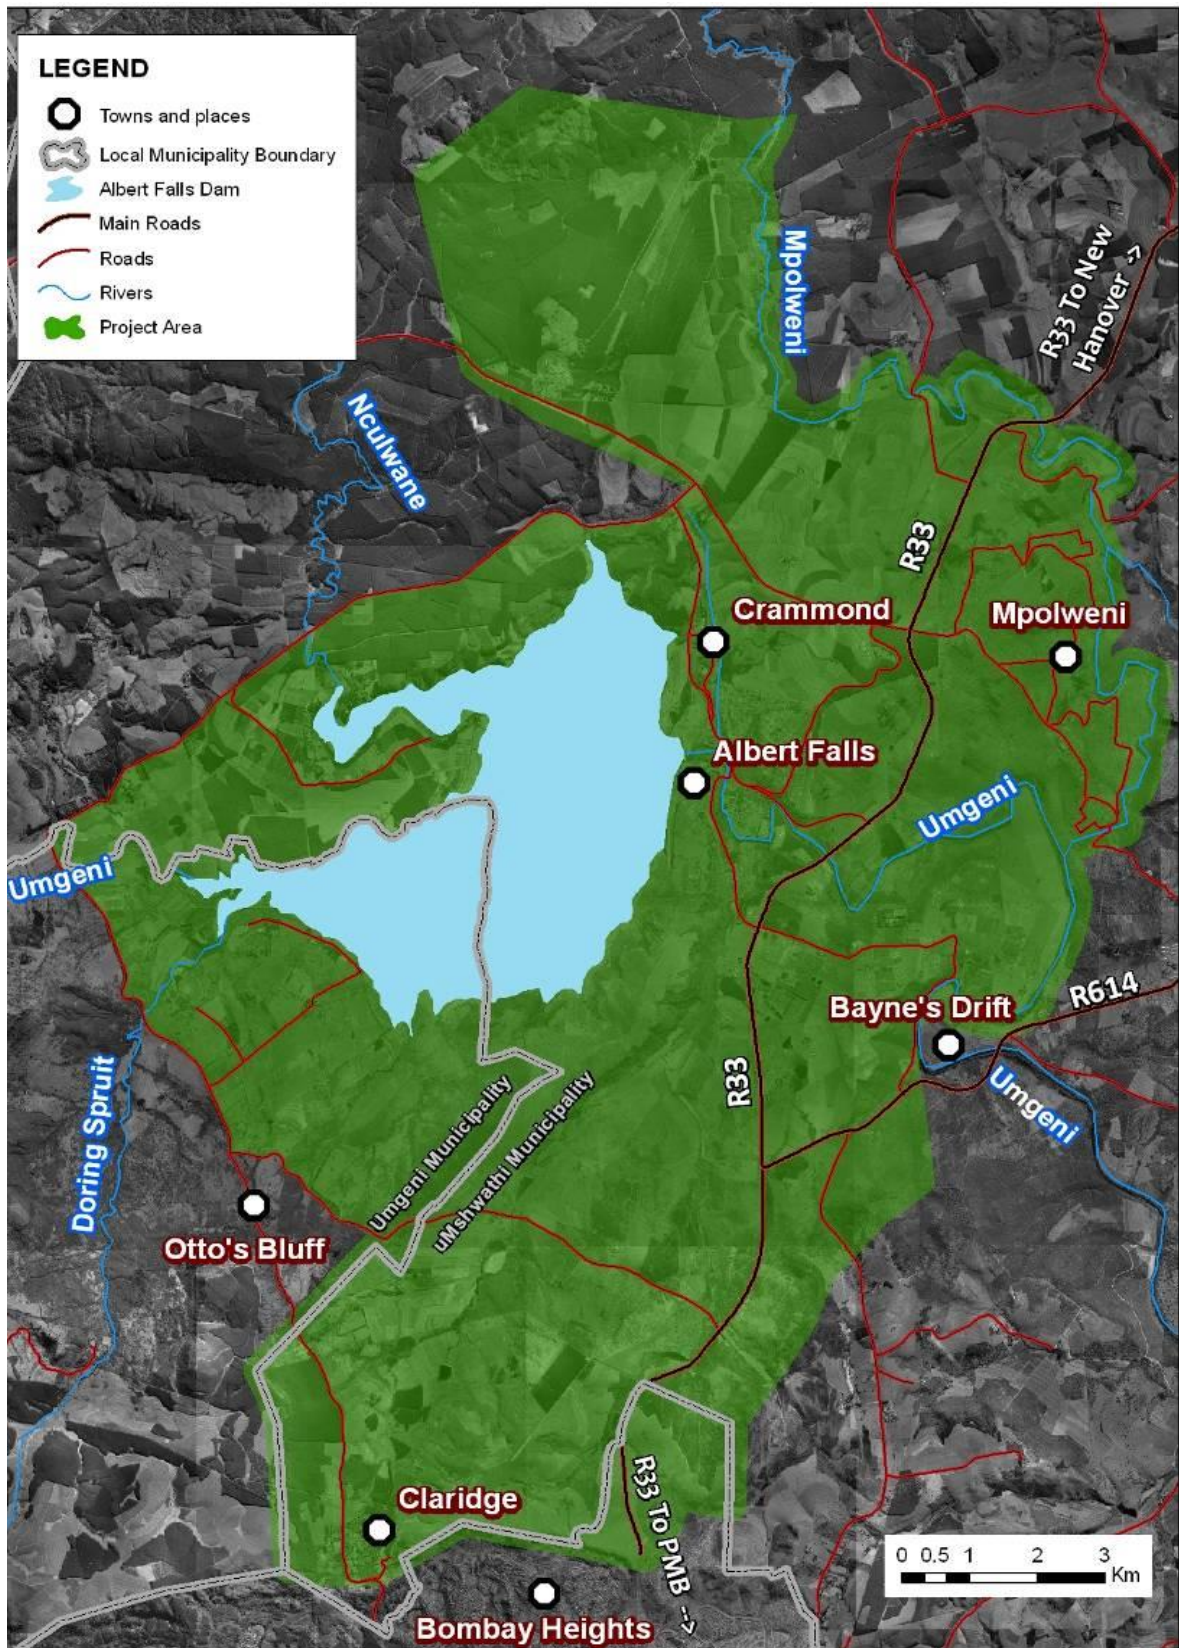 LEGEND
Towns and places
Local Municipality Boundary
Albert Falls Dam
Main Roads
Roads
Rivers
Project Area
Mpolweni
R33 To New
Hanover ->
Nculwane
R33
Crammond
Mpolweni
Albert Falls
Umgeni
Umgeni
R614
Bayne's Drift
R33
Umgeni
Doring Spruit
Umgeni Municipality
uMshwathi Municipality
Otto's Bluff
Claridge
R33 To PMB -->
Bombay Heights
0 0.5 1 2 3
Km